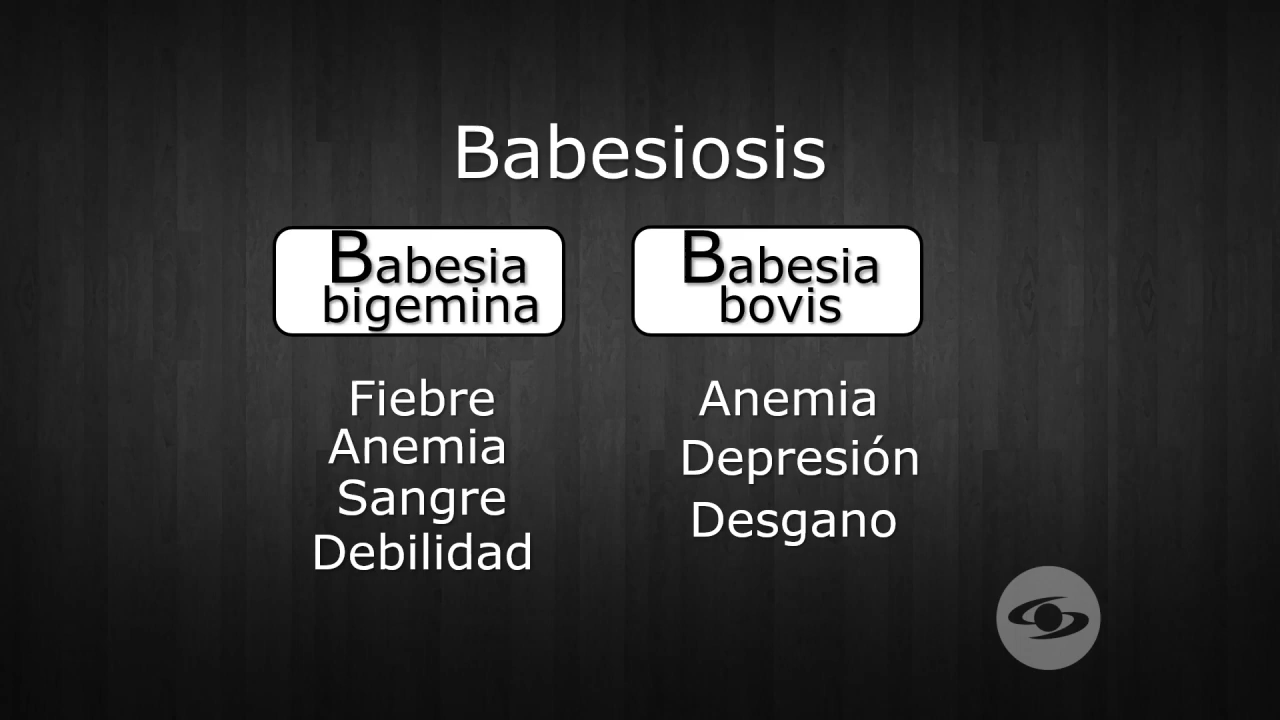 Babesiosis
Babesia
bigemina
Fiebre
Anemia
Sangre
Debilidad
Babesia
bovis
Anemia
Depresión
Desgano